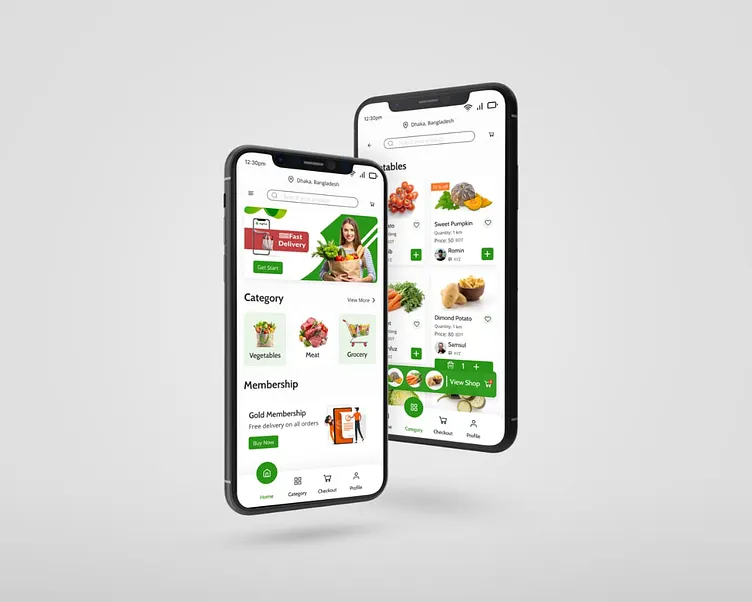 12:30pm
Dhaka, Bangladesh
Fast
Delivery
Get Start
Category
View More
Vegetables
Meat
Grocery
Membership
Gold Membership
Free delivery on all orders
Buy Now
Home
Category
Checkout
Profile
12:30pm
Dhaka, Bangladesh
etables
Sweet Pumpkin
Quantity: 1 km
Price: 50 BDT
Romin
XYZ
Dimond Potato
Quantity: 1 km
Price: 80 BDT
Samsul
XYZ
1
View Shop
Category
Checkout
Profile